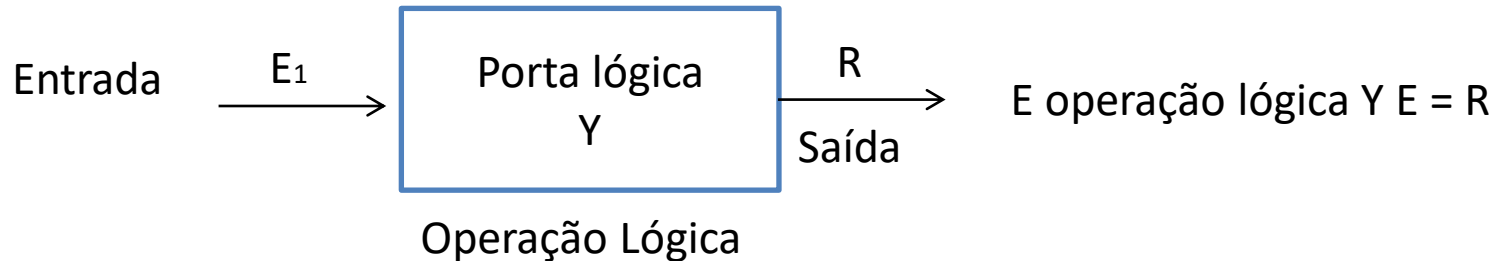 Entrada
E1
Porta lógica
Y
R
Saída
E operação lógica Y E = R
Operação Lógica